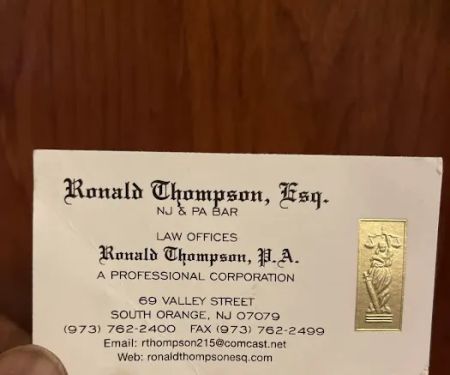 Ronald Thompson, Esq.
NJ & PA BAR
LAW OFFICES
Ronald Thompson, P.A.
A PROFESSIONAL CORPORATION
69 VALLEY STREET
SOUTH ORANGE, NJ 07079
(973) 762-2400 FAX (973) 762-2499
Email: rthompson215@comcast.net
Web: ronaldthompsonesq.com